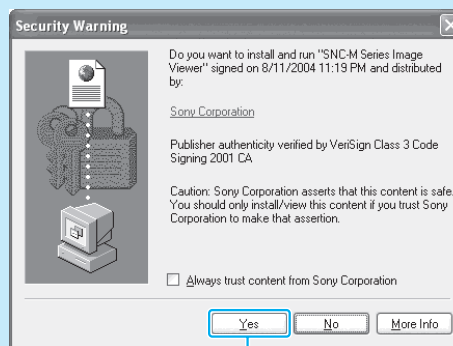 Security Warning
Do you want to install and run "SNC-M Series Image
Viewer" signed on 8/11/2004 11:19 PM and distributed
by:
Sony Corporation
Publisher authenticity verified by VeriSign Class 3 Code
Signing 2001 CA
Caution: Sony Corporation asserts that this content is safe.
You should only install/view this content if you trust Sony
Corporation to make that assertion.
Always trust content from Sony Corporation
Yes No More Info